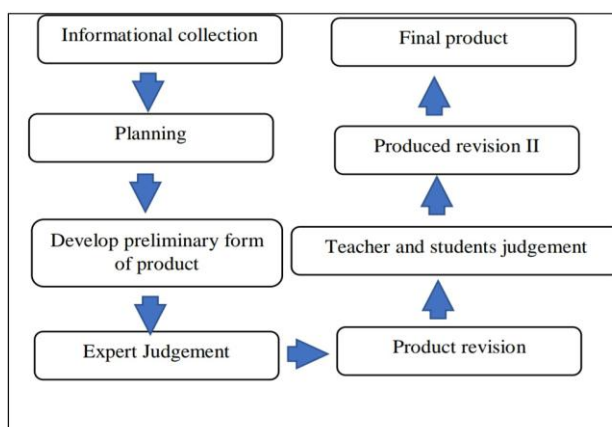 Informational collection
Planning
Develop preliminary form
of product
Expert Judgement
Product revision
Teacher and students judgement
Produced revision II
Final product